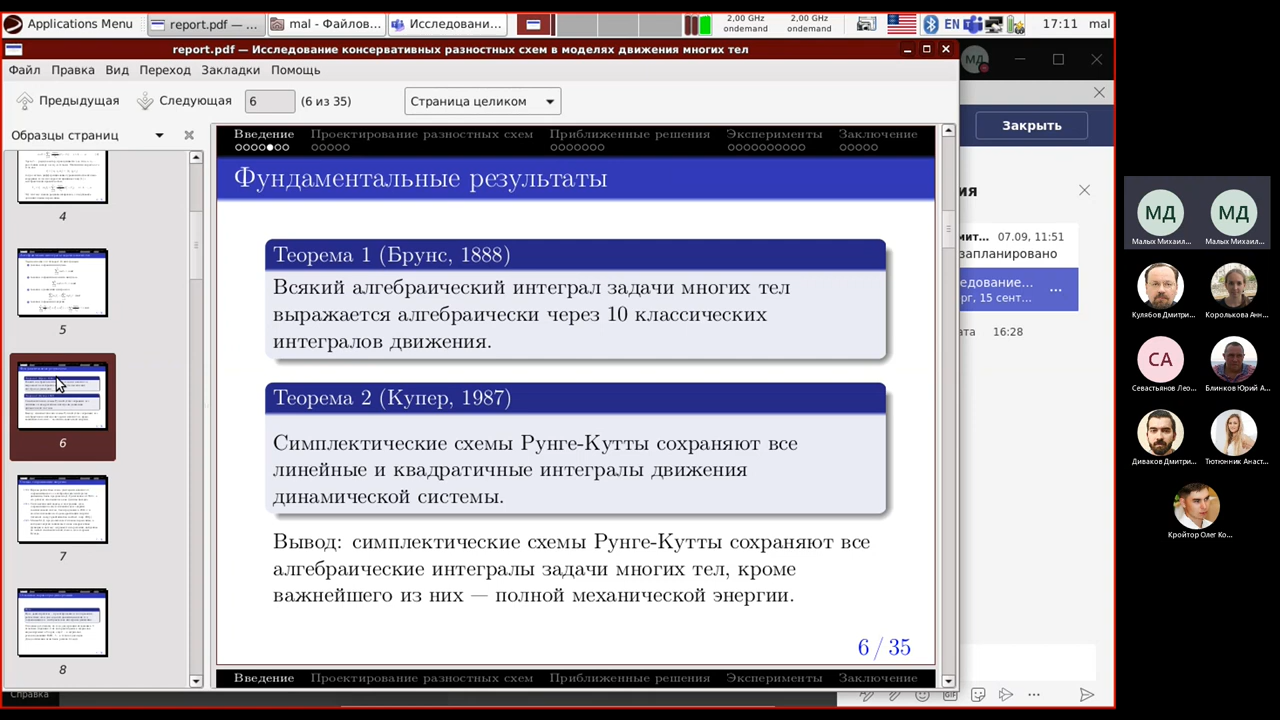 Applications Menu
report.pdf — ...
mal - Файлов...
Исследовани...
2,00 GHz
ondemand
2,00 GHz
ondemand
EN
17:11
mal
report.pdf — Исследование консервативных разностных схем в моделях движения многих тел
Файл
Правка
Вид
Переход
Закладки
Помощь
Предыдущая
Следующая
6
(6 из 35)
Страница целиком
Образцы страниц
4
5
6
7
8
Введение
Проектирование разностных схем
Приближенные решения
Эксперименты
Заключение
Фундаментальные результаты
Теорема 1 (Брунс, 1888)
Всякий алгебраический интеграл задачи многих тел
выражается алгебраически через 10 классических
интегралов движения.
Теорема 2 (Купер, 1987)
Симплектические схемы Рунге-Кутты сохраняют все
линейные и квадратичные интегралы движения
динамической системы.
Вывод: симплектические схемы Рунге-Кутты сохраняют все
алгебраические интегралы задачи многих тел, кроме
важнейшего из них — полной механической энергии.
6 / 35
Введение
Проектирование разностных схем
Приближенные решения
Эксперименты
Заключение
Справка
МД
Закрыть
ия
мит...
07.09, 11:51
запланировано
едование...
рг, 15 сент...
ата
16:28
GIF
МД
МД
Малых Михаил...
Малых Михаил...
Кулябов Дмитри...
Королькова Анн...
СА
Севастьянов Лео...
Блинков Юрий А...
Диваков Дмитри...
Тютюнник Анаст...
Кройтор Олег Ко...